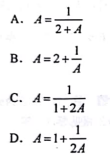 A. A=1/(2+A)
B. A=2+1/A
C. A=1/(1+2A)
D. A=1+1/(2A)